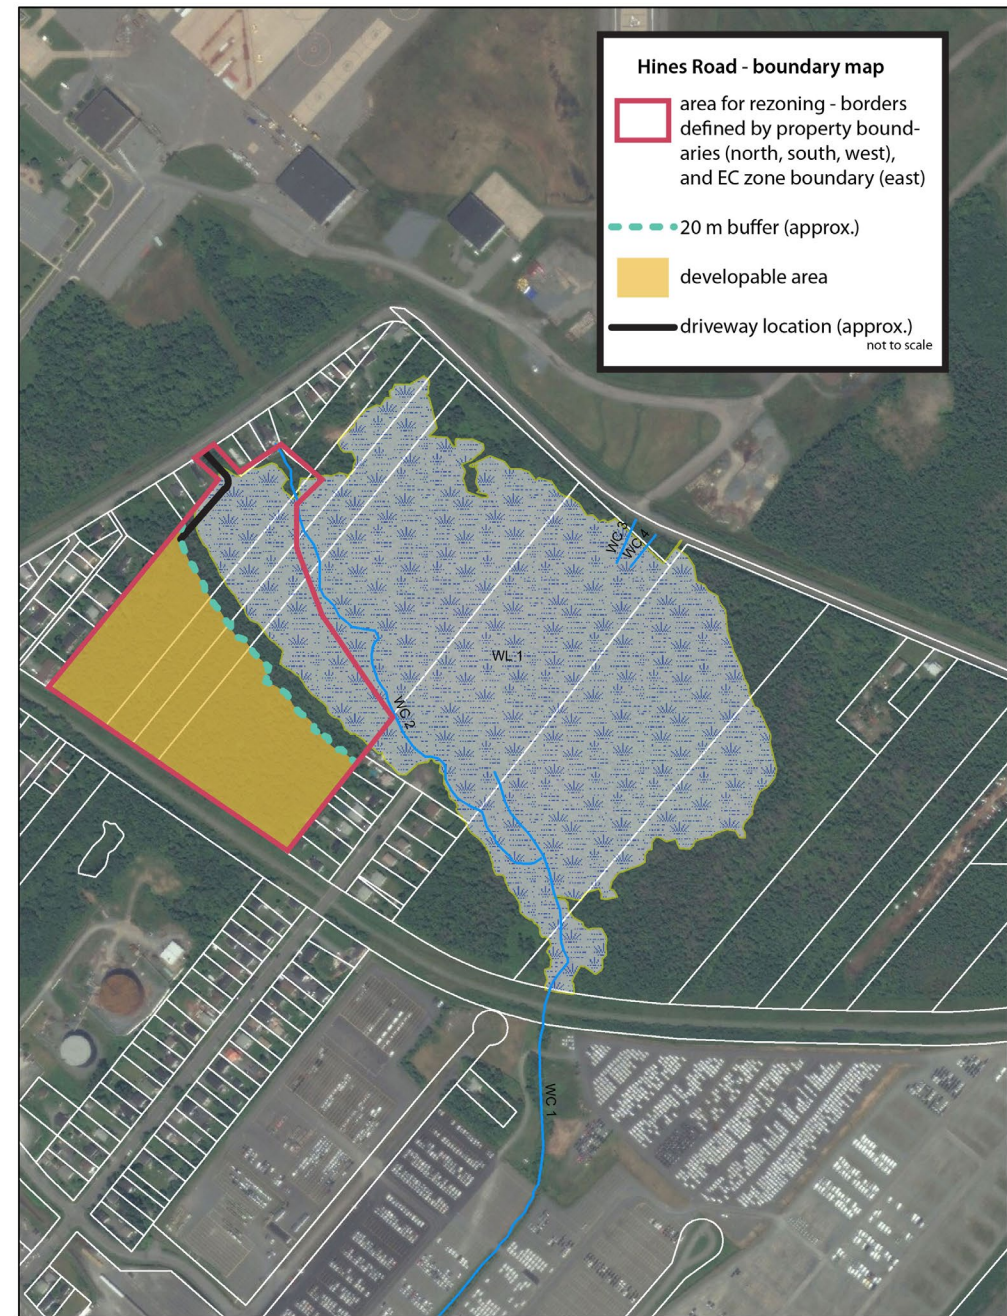 Hines Road - boundary map
area for rezoning - borders
defined by property bound-
aries (north, south, west),
and EC zone boundary (east)
20 m buffer (approx.)
developable area
driveway location (approx.)
not to scale
WC 3
WC 4
WL 1
WC 2
WC 1